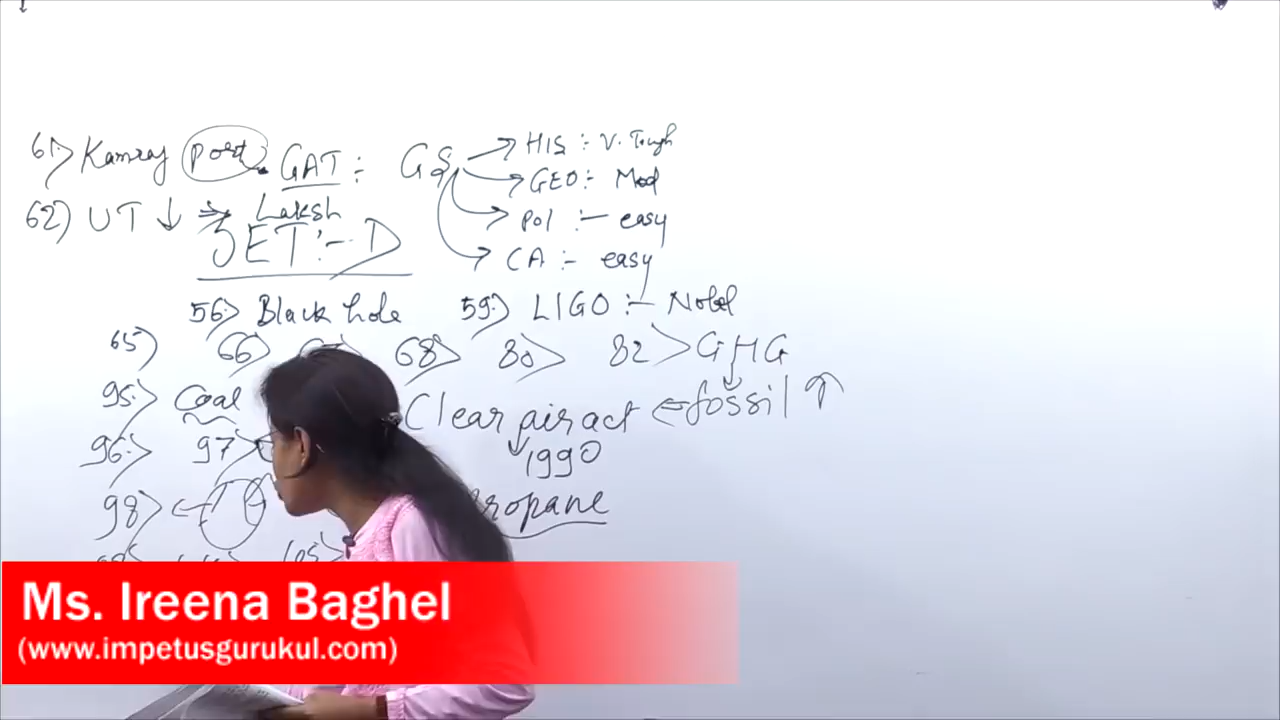 61> Kamraj port. GAT : GS HIS :- V. Tough
GEO :- Mod
62) UT ↓ → Laksh Pol :- easy
SET :- D CA :- easy
56> Black hole 59> LIGO :- Nobel
65) 66> 68> 80> 82> GHG
95> Coal Clear air act ← fossil ↑
96> 97> 1990
98> ropane
Ms. Ireena Baghel
(www.impetusgurukul.com)